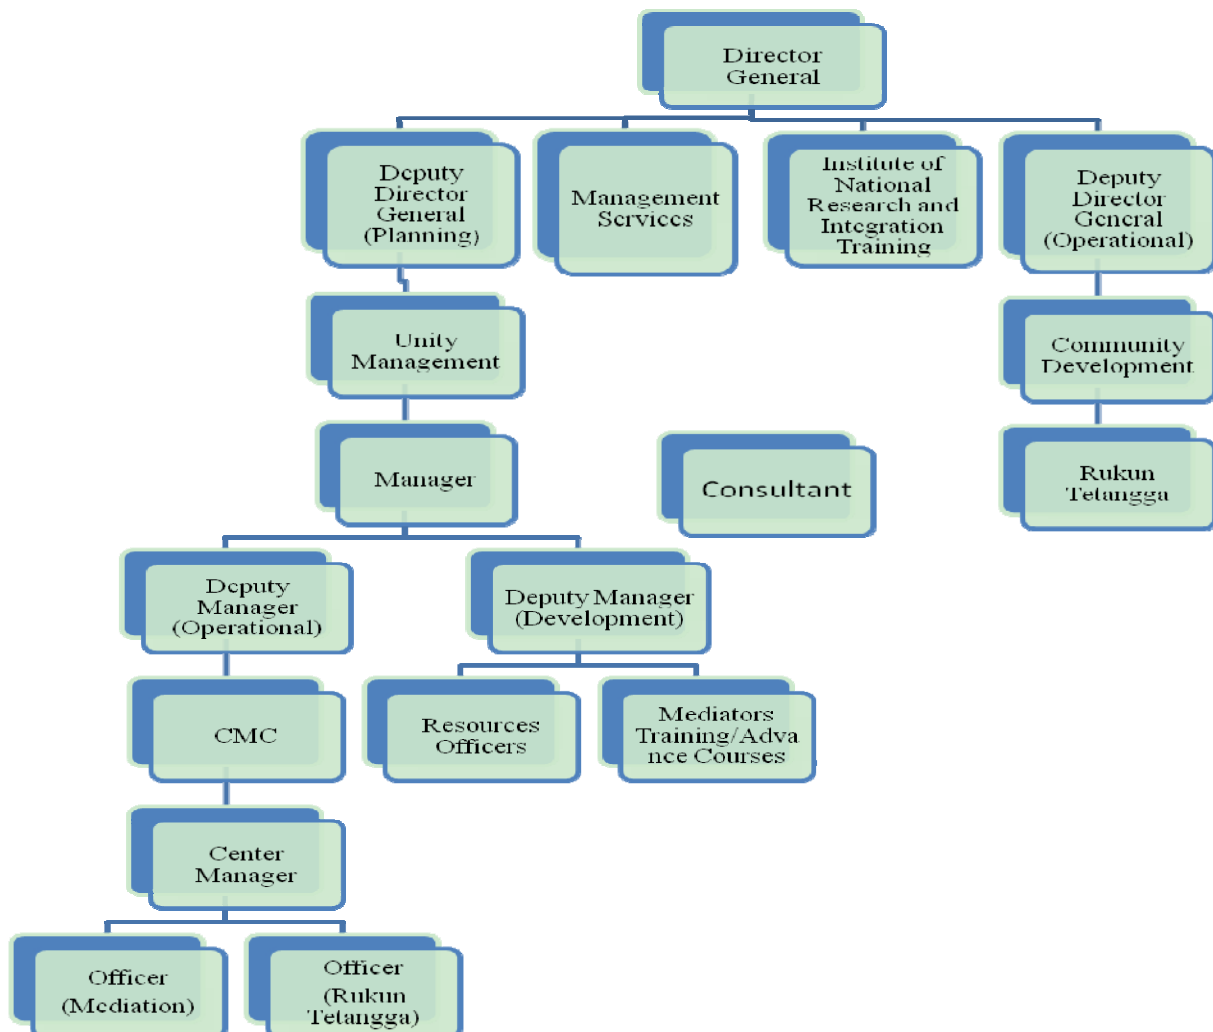 Director
General
Deputy
Director
General
(Planning)
Management
Services
Institute of
National
Research and
Integration
Training
Deputy
Director
General
(Operational)
Unity
Management
Community
Development
Manager
Consultant
Rukun
Tetangga
Deputy
Manager
(Operational)
Deputy Manager
(Development)
CMC
Resources
Officers
Mediators
Training/Adva
nce Courses
Center
Manager
Officer
(Mediation)
Officer
(Rukun
Tetangga)